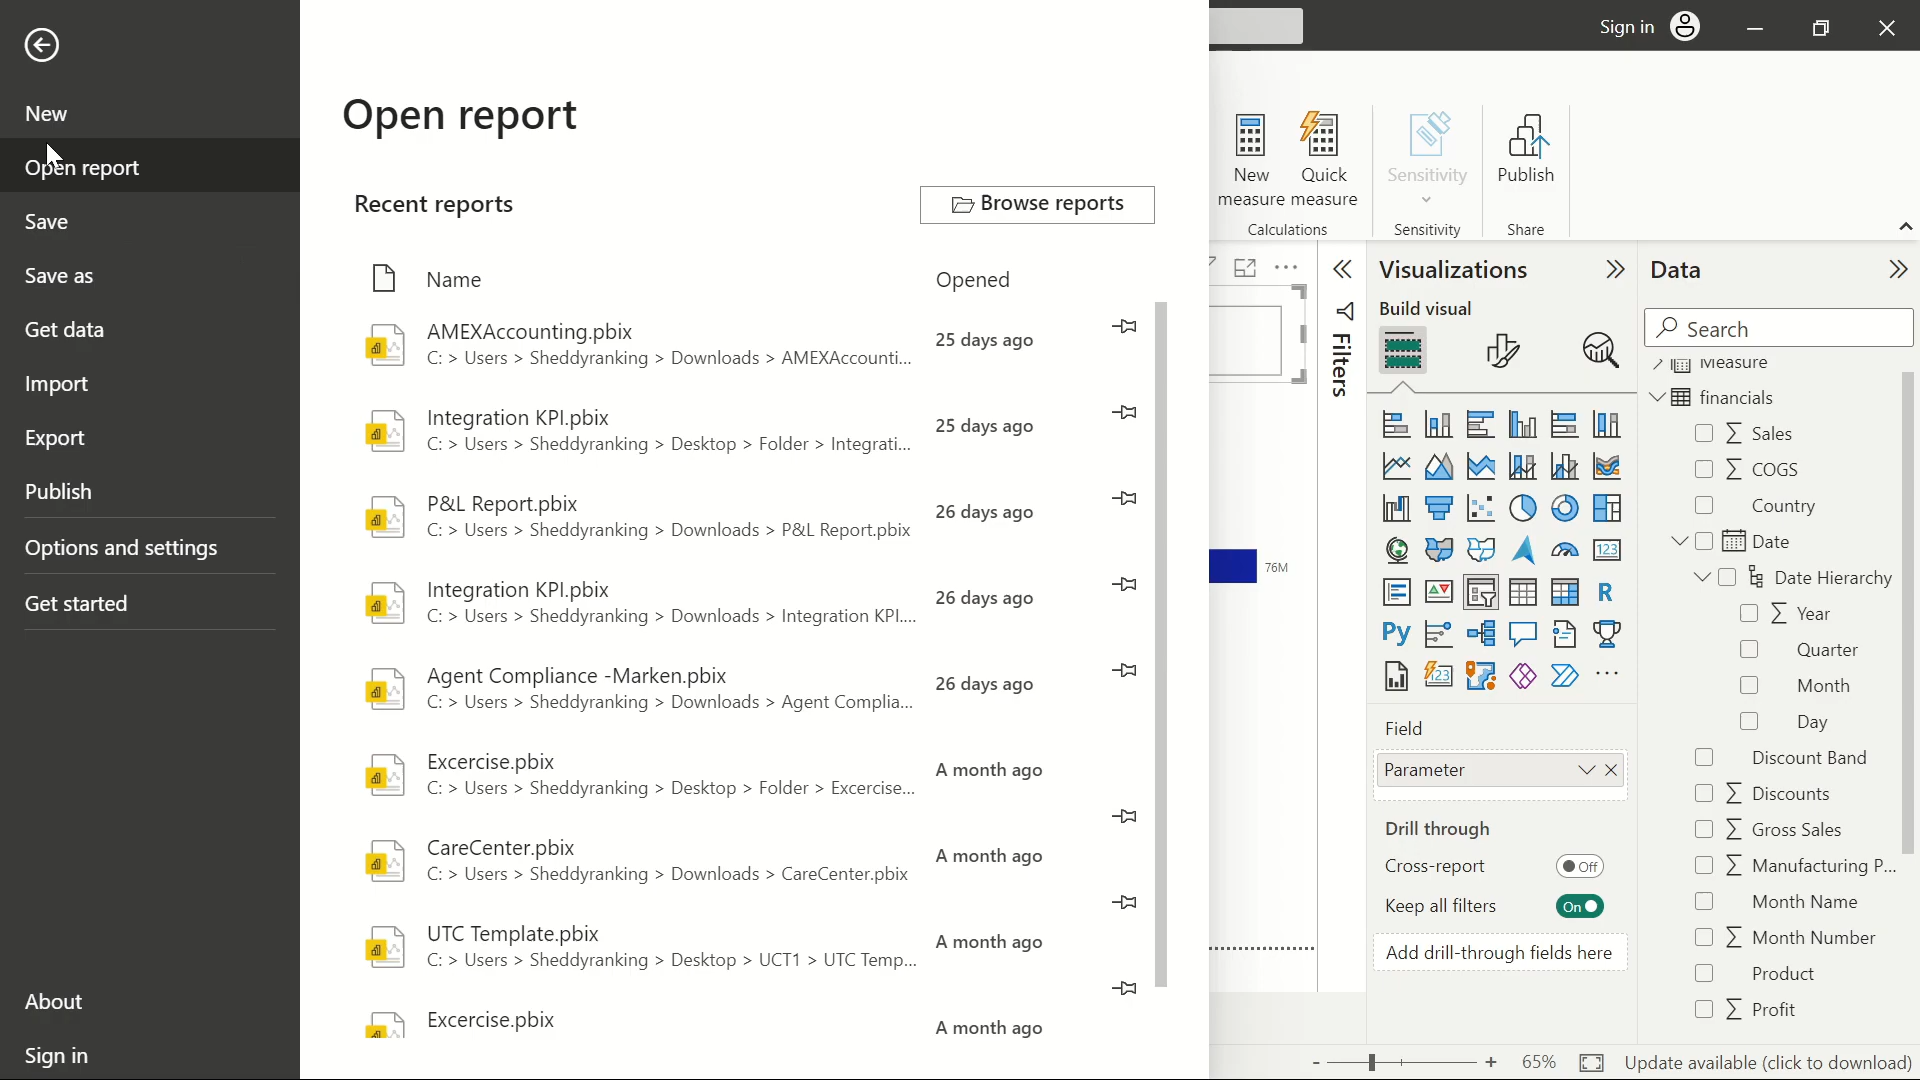 New
Open report
Save
Save as
Get data
Import
Export
Publish
Options and settings
Get started
About
Sign in
Open report
Recent reports
Browse reports
Name
Opened
AMEXAccounting.pbix
C: > Users > Sheddyranking > Downloads > AMEXAccounti...
25 days ago
Integration KPI.pbix
C: > Users > Sheddyranking > Desktop > Folder > Integrati...
25 days ago
P&L Report.pbix
C: > Users > Sheddyranking > Downloads > P&L Report.pbix
26 days ago
Integration KPI.pbix
C: > Users > Sheddyranking > Downloads > Integration KPI....
26 days ago
Agent Compliance -Marken.pbix
C: > Users > Sheddyranking > Downloads > Agent Complia...
26 days ago
Excercise.pbix
C: > Users > Sheddyranking > Desktop > Folder > Excercise...
A month ago
CareCenter.pbix
C: > Users > Sheddyranking > Downloads > CareCenter.pbix
A month ago
UTC Template.pbix
C: > Users > Sheddyranking > Desktop > UCT1 > UTC Temp...
A month ago
Excercise.pbix
A month ago
Sign in
New
measure
Quick
measure
Calculations
Sensitivity
Sensitivity
Publish
Share
76M
Filters
Visualizations
Build visual
123
R
Py
123
Field
Parameter
Drill through
Cross-report
Off
Keep all filters
On
Add drill-through fields here
Data
Search
Measure
financials
Sales
COGS
Country
Date
Date Hierarchy
Year
Quarter
Month
Day
Discount Band
Discounts
Gross Sales
Manufacturing P...
Month Name
Month Number
Product
Profit
- + 65%
Update available (click to download)